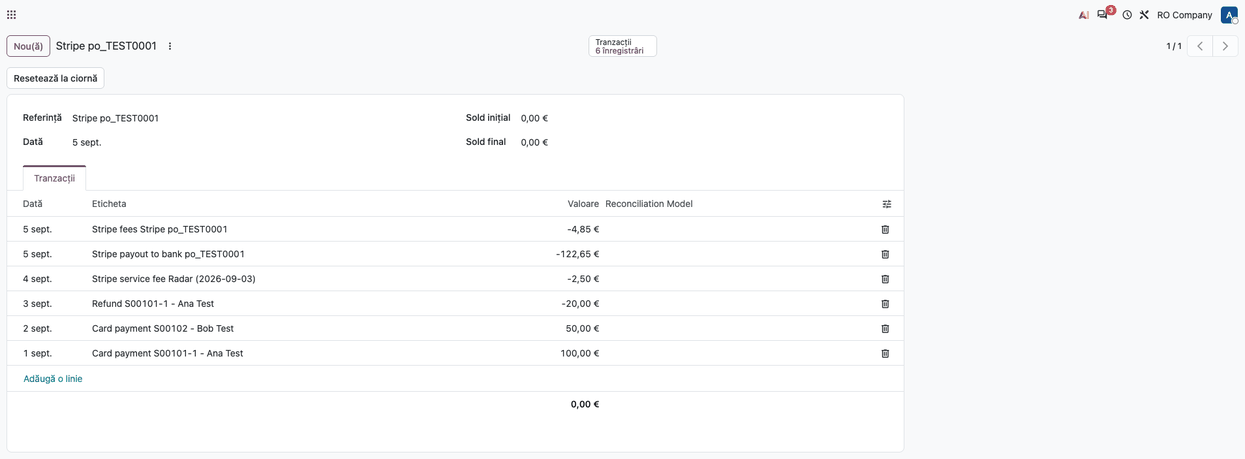 AI
3
RO Company
A
Nou(ă)
Stripe po_TEST0001
Tranzacții
6 înregistrări
1 / 1
Resetează la ciornă
Referință Stripe po_TEST0001
Sold inițial 0,00 €
Dată 5 sept.
Sold final 0,00 €
Tranzacții
Dată Eticheta Valoare Reconciliation Model
5 sept. Stripe fees Stripe po_TEST0001 -4,85 €
5 sept. Stripe payout to bank po_TEST0001 -122,65 €
4 sept. Stripe service fee Radar (2026-09-03) -2,50 €
3 sept. Refund S00101-1 - Ana Test -20,00 €
2 sept. Card payment S00102 - Bob Test 50,00 €
1 sept. Card payment S00101-1 - Ana Test 100,00 €
Adăugă o linie
0,00 €